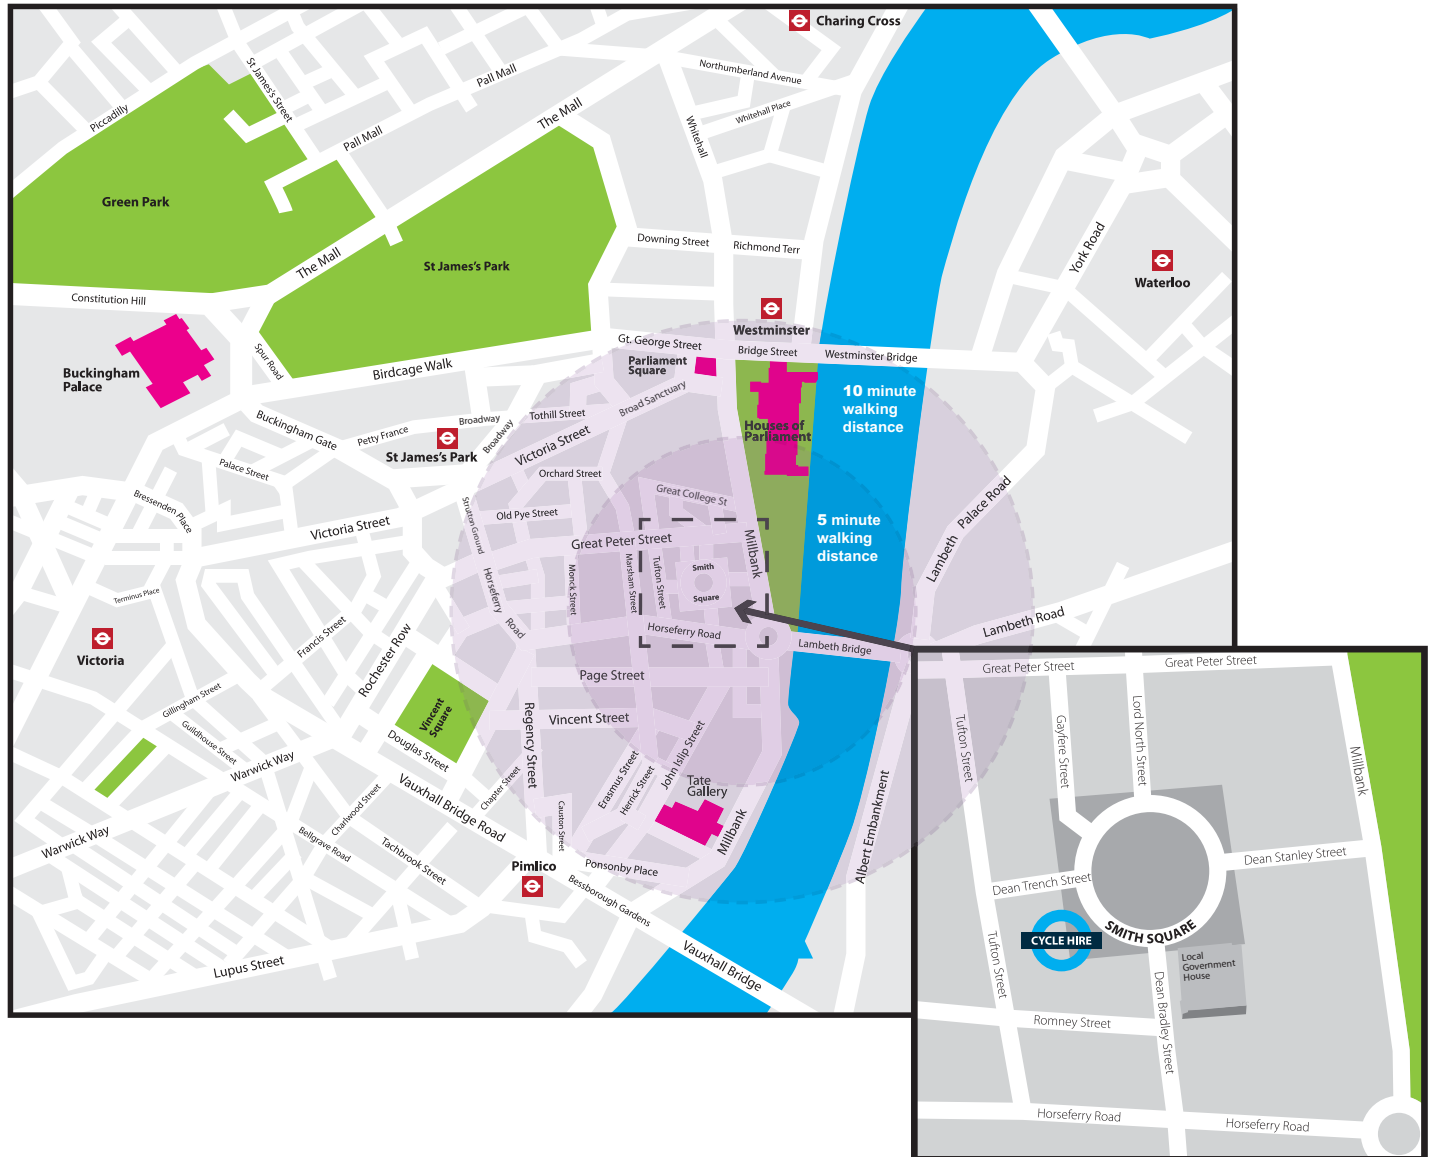 Charing Cross
Northumberland Avenue
Whitehall Place
Whitehall
St James's Street
Piccadilly
Pall Mall
Pall Mall
The Mall
Green Park
The Mall
St James's Park
Downing Street
Richmond Terr
York Road
Waterloo
Constitution Hill
Westminster
Gt. George Street
Bridge Street
Westminster Bridge
Parliament
Square
Spur Road
Birdcage Walk
Buckingham
Palace
10 minute
walking
distance
Houses of
Parliament
Buckingham Gate
Petty France
Broadway
Broadway
Tothill Street
Broad Sanctuary
Victoria Street
St James's Park
Palace Street
Orchard Street
Great College St
Bressenden Place
Strutton Ground
Old Pye Street
Victoria Street
Great Peter Street
Millbank
5 minute
walking
distance
Lambeth
Palace Road
Horseferry
Road
Monck Street
Marsham Street
Tufton Street
Smith
Square
Terminus Place
Victoria
Francis Street
Rochester Row
Horseferry Road
Lambeth Bridge
Lambeth Road
Page Street
Gillingham Street
Guildhouse Street
Vincent
Square
Vincent Street
Regency Street
Douglas Street
Warwick Way
Erasmus Street
Herrick Street
John Islip Street
Tate
Gallery
Chapter Street
Vauxhall Bridge Road
Charlwood Street
Causton Street
Millbank
Albert Embankment
Warwick Way
Bellgrave Road
Tachbrook Street
Pimlico
Ponsonby Place
Bessborough Gardens
Lupus Street
Vauxhall Bridge
Great Peter Street
Great Peter Street
Tufton Street
Gayfere Street
Lord North Street
Millbank
Dean Stanley Street
Dean Trench Street
SMITH SQUARE
CYCLE HIRE
Tufton Street
Local
Government
House
Dean Bradley Street
Romney Street
Horseferry Road
Horseferry Road